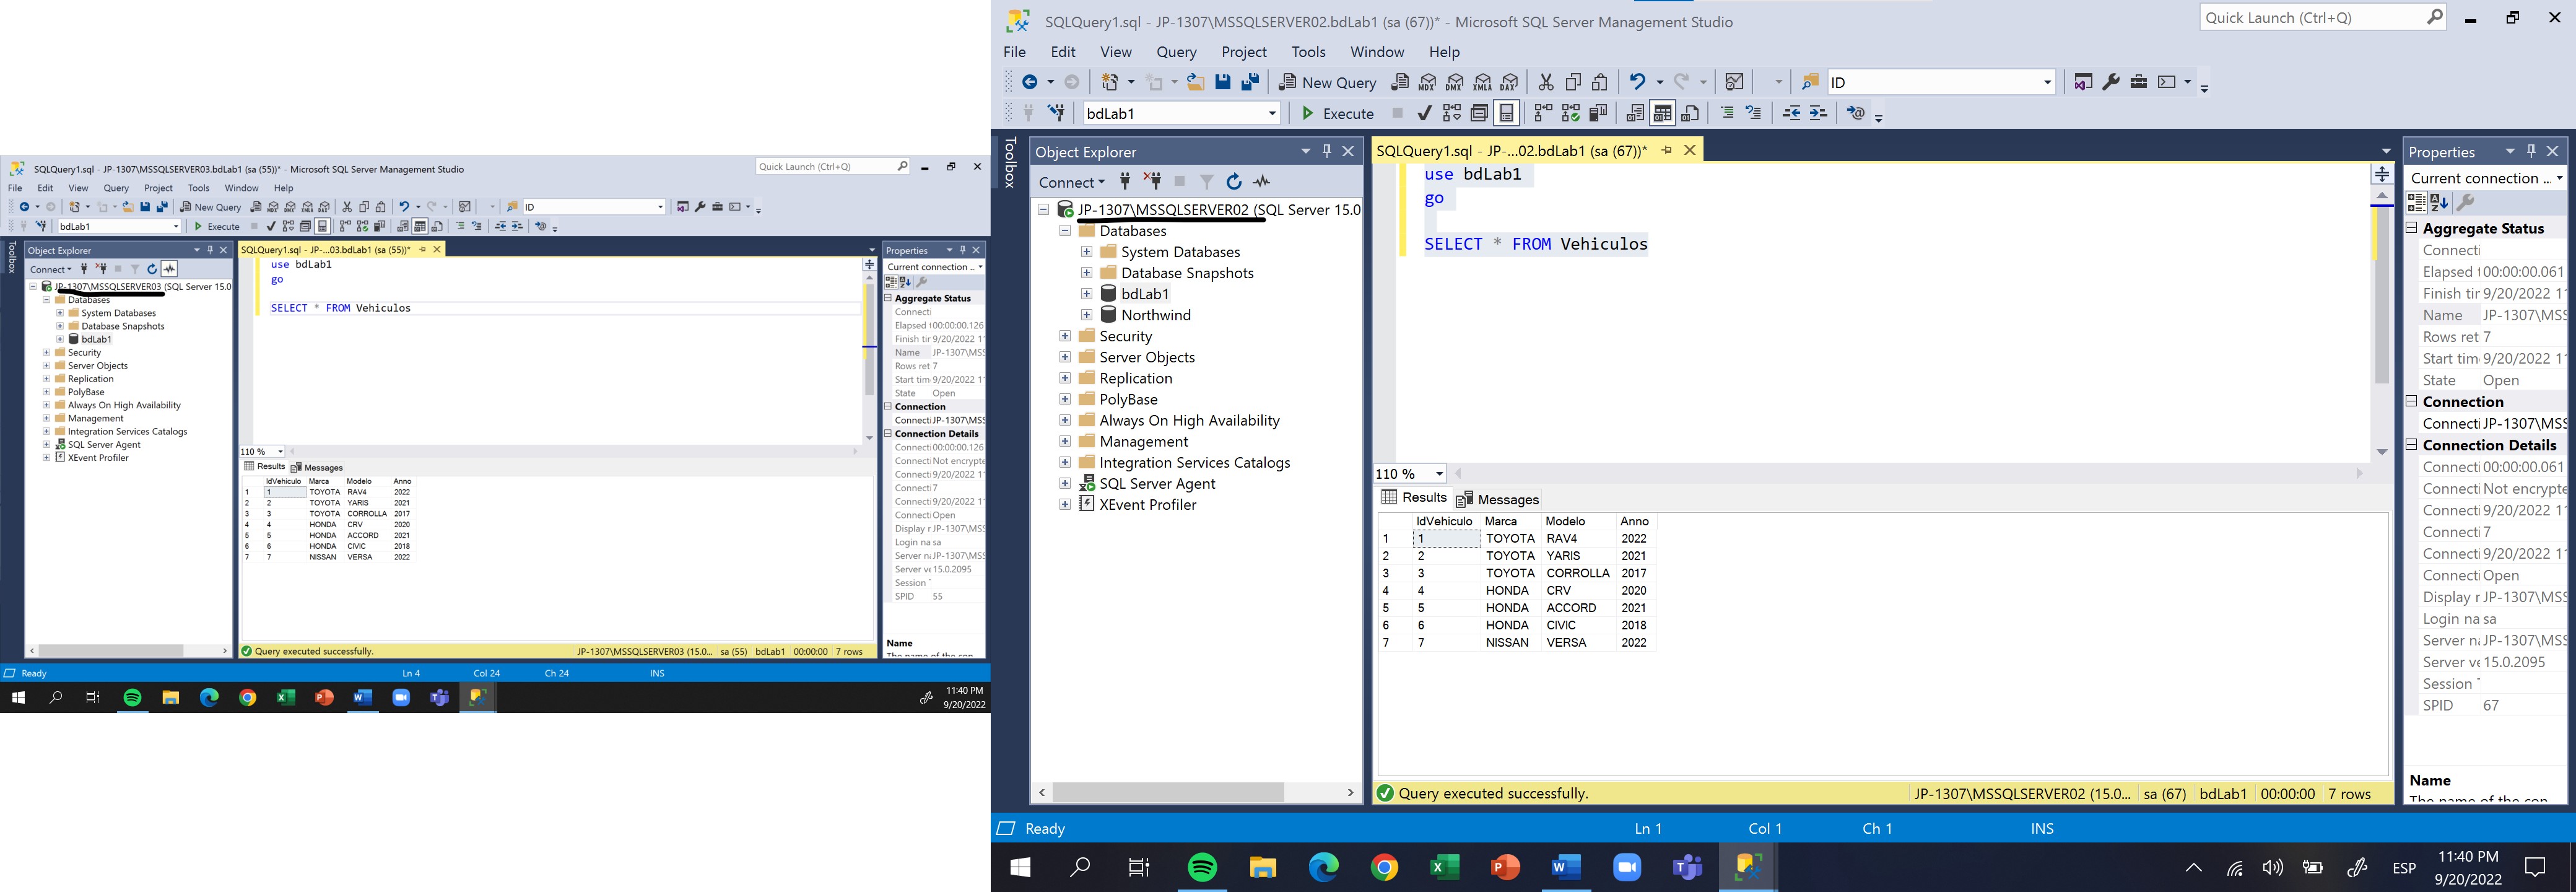 SQLQuery1.sql - JP-1307\MSSQLSERVER03.bdLab1 (sa (55))* - Microsoft SQL Server Management Studio
Quick Launch (Ctrl+Q)
File Edit View Query Project Tools Window Help
New Query
ID
bdLab1
Execute
Toolbox
Object Explorer
Connect
JP-1307\MSSQLSERVER03 (SQL Server 15.0
Databases
System Databases
Database Snapshots
bdLab1
Security
Server Objects
Replication
PolyBase
Always On High Availability
Management
Integration Services Catalogs
SQL Server Agent
XEvent Profiler
SQLQuery1.sql - JP-...03.bdLab1 (sa (55))*
use bdLab1
go
SELECT * FROM Vehiculos
110 %
Results Messages
IdVehiculo Marca Modelo Anno
1 1 TOYOTA RAV4 2022
2 2 TOYOTA YARIS 2021
3 3 TOYOTA CORROLLA 2017
4 4 HONDA CRV 2020
5 5 HONDA ACCORD 2021
6 6 HONDA CIVIC 2018
7 7 NISSAN VERSA 2022
Query executed successfully.
JP-1307\MSSQLSERVER03 (15.0... sa (55) bdLab1 00:00:00 7 rows
Properties
Current connection ...
Aggregate Status
Connecti
Elapsed t 00:00:00.126
Finish tir 9/20/2022 1
Name JP-1307\MSS
Rows ret 7
Start tim 9/20/2022 1
State Open
Connection
Connecti JP-1307\MSS
Connection Details
Connecti 00:00:00.126
Connecti Not encrypte
Connecti 9/20/2022 1
Connecti 7
Connecti 9/20/2022 1
Connecti Open
Display r JP-1307\MSS
Login na sa
Server na JP-1307\MSS
Server ve 15.0.2095
Session
SPID 55
Name
The name of the con
Ready
Ln 4 Col 24 Ch 24 INS
11:40 PM
9/20/2022
SQLQuery1.sql - JP-1307\MSSQLSERVER02.bdLab1 (sa (67))* - Microsoft SQL Server Management Studio
Quick Launch (Ctrl+Q)
File Edit View Query Project Tools Window Help
New Query
MDX DMX XMLA DAX
ID
bdLab1
Execute
Toolbox
Object Explorer
Connect
JP-1307\MSSQLSERVER02 (SQL Server 15.0
Databases
System Databases
Database Snapshots
bdLab1
Northwind
Security
Server Objects
Replication
PolyBase
Always On High Availability
Management
Integration Services Catalogs
SQL Server Agent
XEvent Profiler
SQLQuery1.sql - JP-...02.bdLab1 (sa (67))*
use bdLab1
go
SELECT * FROM Vehiculos
110 %
Results Messages
IdVehiculo Marca Modelo Anno
1 1 TOYOTA RAV4 2022
2 2 TOYOTA YARIS 2021
3 3 TOYOTA CORROLLA 2017
4 4 HONDA CRV 2020
5 5 HONDA ACCORD 2021
6 6 HONDA CIVIC 2018
7 7 NISSAN VERSA 2022
Query executed successfully.
JP-1307\MSSQLSERVER02 (15.0... sa (67) bdLab1 00:00:00 7 rows
Properties
Current connection ...
Aggregate Status
Connecti
Elapsed t 00:00:00.061
Finish tir 9/20/2022 1
Name JP-1307\MSS
Rows ret 7
Start tim 9/20/2022 1
State Open
Connection
Connecti JP-1307\MSS
Connection Details
Connecti 00:00:00.061
Connecti Not encrypte
Connecti 9/20/2022 1
Connecti 7
Connecti 9/20/2022 1
Connecti Open
Display r JP-1307\MSS
Login na sa
Server na JP-1307\MSS
Server ve 15.0.2095
Session
SPID 67
Name
The name of the con
Ready
Ln 1 Col 1 Ch 1 INS
ESP
11:40 PM
9/20/2022